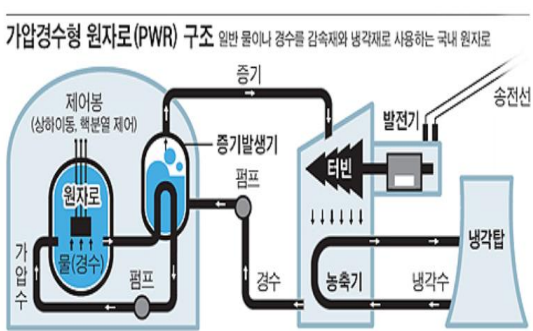 가압경수형 원자로(PWR) 구조 일반 물이나 경수를 감속재와 냉각재로 사용하는 국내 원자로
증기
송전선
제어봉
(상하이동, 핵분열 제어)
발전기
증기발생기
터빈
펌프
원자로
냉각탑
물(경수)
가압수
펌프
경수
농축기
냉각수